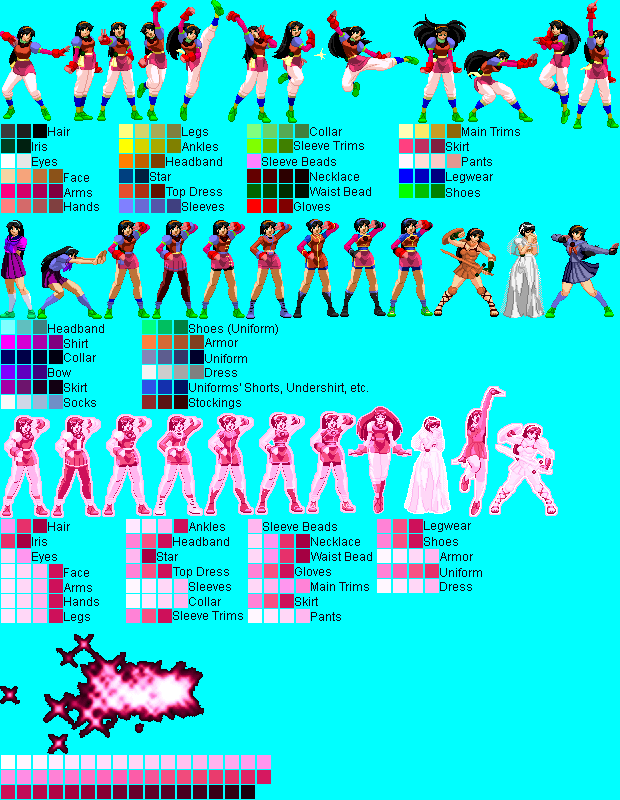 Hair Legs Collar Main Trims
Iris Ankles Sleeve Trims Skirt
Eyes Headband Sleeve Beads Pants
Face Star Necklace Legwear
Arms Top Dress Waist Bead Shoes
Hands Sleeves Gloves
Headband Shoes (Uniform)
Shirt Armor
Collar Uniform
Bow Dress
Skirt Uniforms' Shorts, Undershirt, etc.
Socks Stockings
Hair Ankles Sleeve Beads Legwear
Iris Headband Necklace Shoes
Eyes Star Waist Bead Armor
Face Top Dress Gloves Uniform
Arms Sleeves Main Trims Dress
Hands Collar Skirt
Legs Sleeve Trims Pants